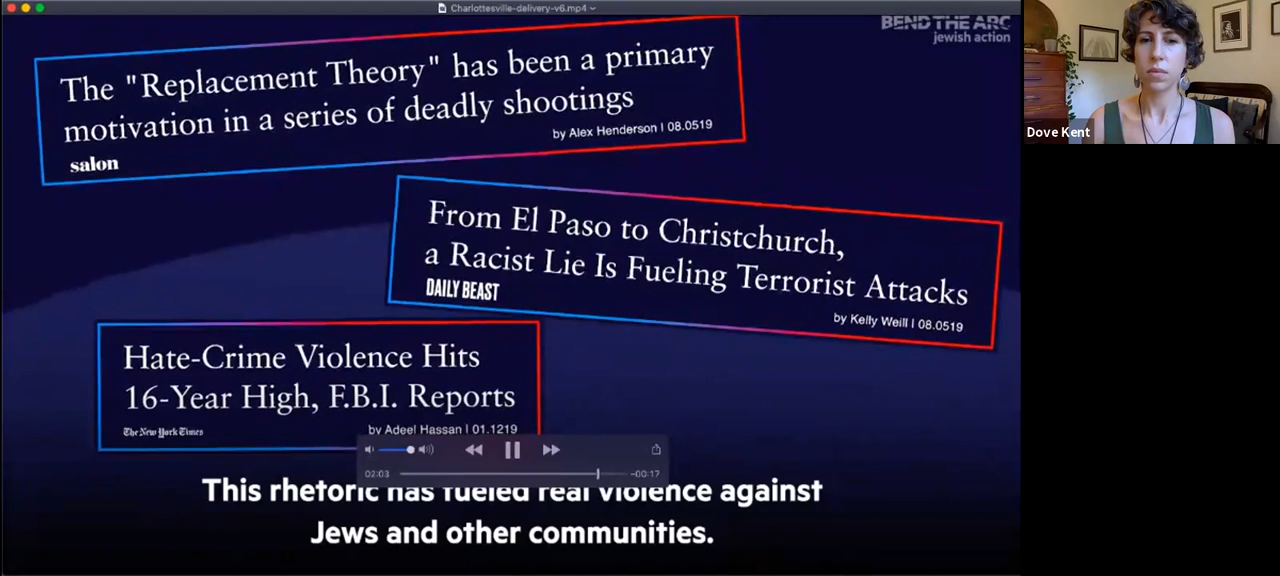 Charlottesville-delivery-v6.mp4
BEND THE ARC
jewish action
The "Replacement Theory" has been a primary
motivation in a series of deadly shootings
by Alex Henderson | 08.0519
salon
From El Paso to Christchurch,
a Racist Lie Is Fueling Terrorist Attacks
DAILY BEAST
by Kelly Weill | 08.0519
Hate-Crime Violence Hits
16-Year High, F.B.I. Reports
The New York Times
by Adeel Hassan | 01.1219
02:03
-00:17
This rhetoric has fueled real violence against
Jews and other communities.
Dove Kent